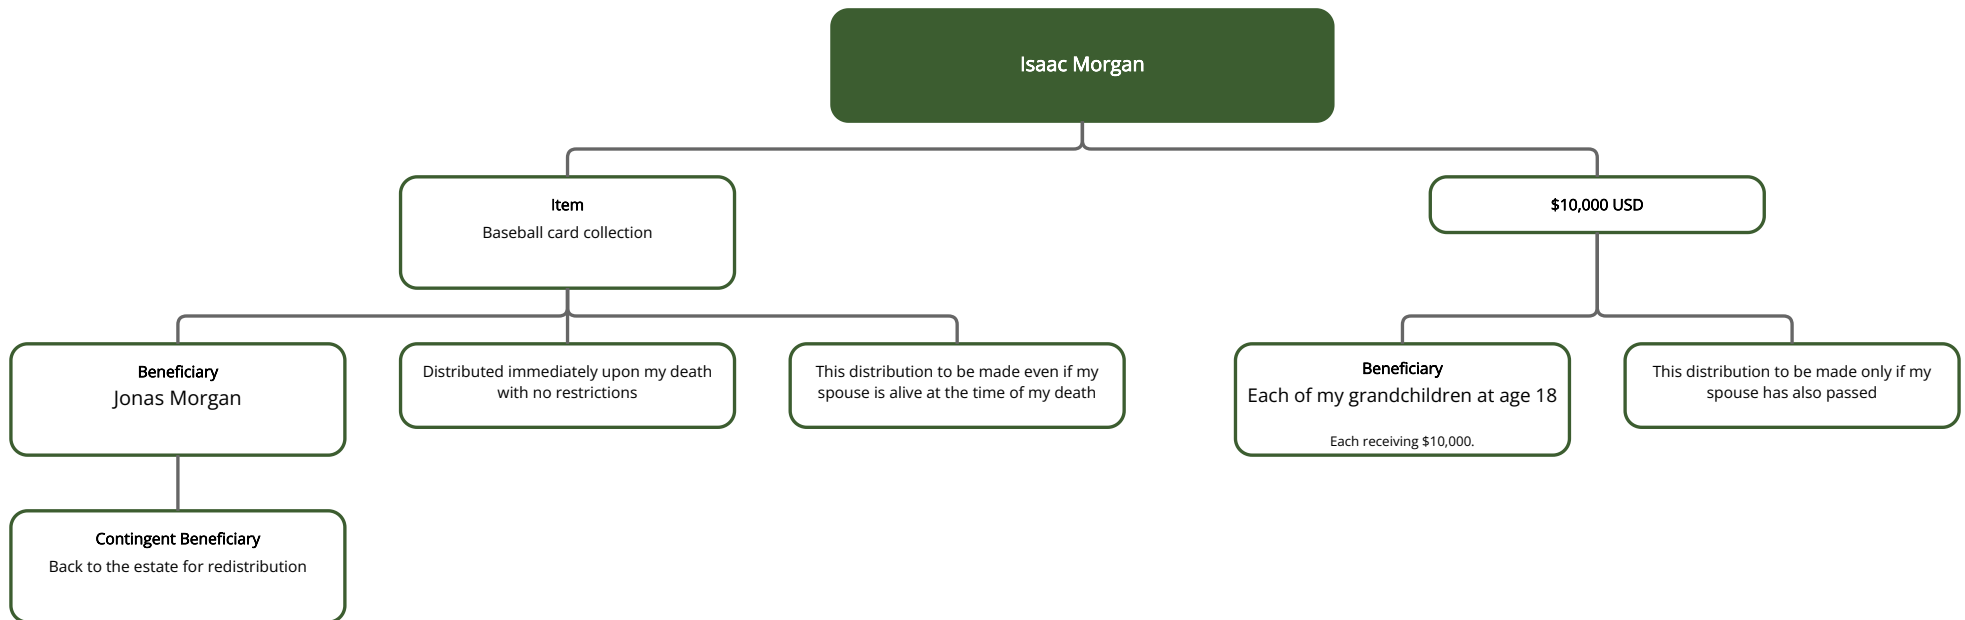 Isaac Morgan
Item
Baseball card collection
$10,000 USD
Beneficiary
Jonas Morgan
Distributed immediately upon my death
with no restrictions
This distribution to be made even if my
spouse is alive at the time of my death
Beneficiary
Each of my grandchildren at age 18
Each receiving $10,000.
This distribution to be made only if my
spouse has also passed
Contingent Beneficiary
Back to the estate for redistribution